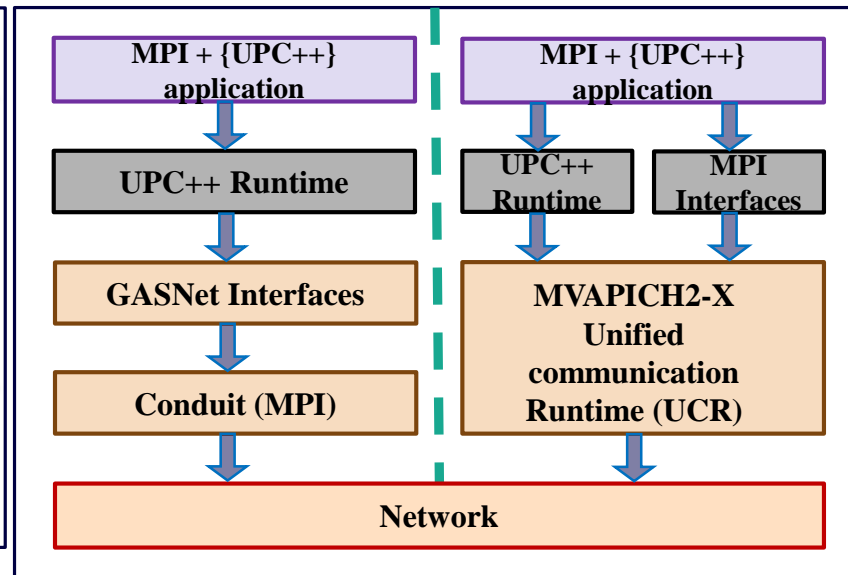 MPI + {UPC++}
application
UPC++ Runtime
GASNet Interfaces
Conduit (MPI)
MPI + {UPC++}
application
UPC++
Runtime
MPI
Interfaces
MVAPICH2-X
Unified
communication
Runtime (UCR)
Network